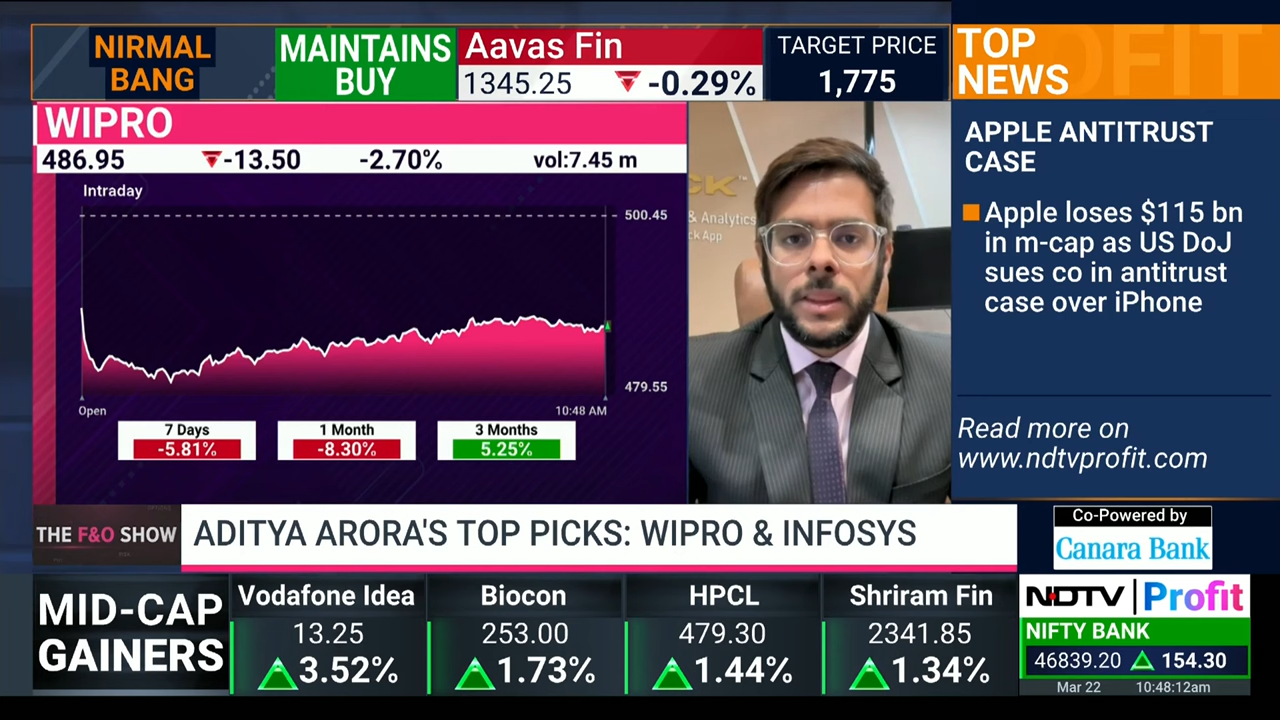 NIRMAL
BANG
MAINTAINS
BUY
Aavas Fin
1345.25 ▼ -0.29%
TARGET PRICE
1,775
TOP
NEWS
WIPRO
486.95 ▼-13.50 -2.70% vol:7.45 m
Intraday
500.45
479.55
Open
10:48 AM
7 Days
-5.81%
1 Month
-8.30%
3 Months
5.25%
CK™
& Analytics
ck App
APPLE ANTITRUST
CASE
Apple loses $115 bn
in m-cap as US DoJ
sues co in antitrust
case over iPhone
Read more on
www.ndtvprofit.com
THE F&O SHOW
ADITYA ARORA'S TOP PICKS: WIPRO & INFOSYS
Co-Powered by
Canara Bank
MID-CAP
GAINERS
Vodafone Idea
13.25
▲3.52%
Biocon
253.00
▲1.73%
HPCL
479.30
▲1.44%
Shriram Fin
2341.85
▲1.34%
NDTV | Profit
NIFTY BANK
46839.20 ▲ 154.30
Mar 22 10:48:12am